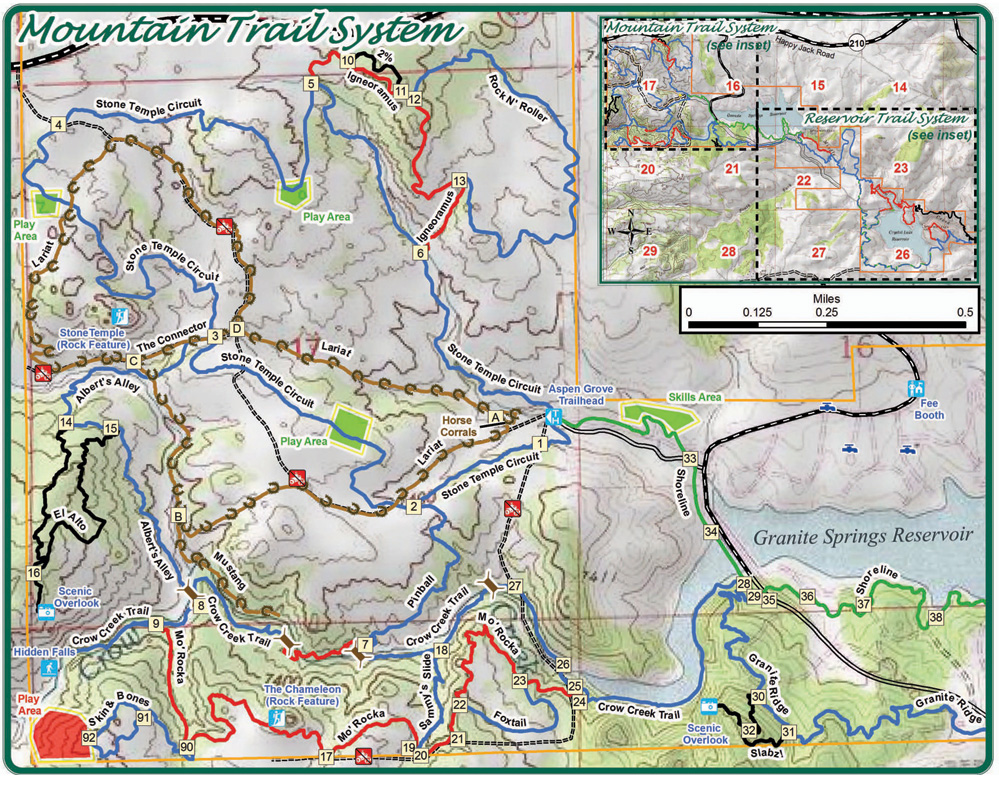 Mountain Trail System
Mountain Trail System
(see inset)
Happy Jack Road
210
17
16
15
14
Reservoir Trail System
(see inset)
20
21
22
23
N
W
E
S
29
28
27
26
Miles
0
0.125
0.25
0.5
10
2%
5
11
12
Igneoramus
Rock N' Roller
Stone Temple Circuit
4
13
Play Area
Play
Area
Lariat
Igneoramus
6
Stone Temple Circuit
8
Stone Temple
(Rock Feature)
The Connector
3
D
17
Lariat
16
C
Stone Temple Circuit
Stone Temple Circuit
Albert's Alley
Aspen Grove
Trailhead
Skills Area
Fee
Booth
14
15
Play Area
Horse
Corrals
A
TH
1
Lariat
Stone Temple Circuit
33
2
Shoreline
El Alto
B
34
Granite Springs Reservoir
Albert's Alley
16
Mustang
7411
Scenic
Overlook
Pinball
27
28
29
35
36
Shoreline
37
38
8
Crow Creek Trail
Crow Creek Trail
Crow Creek Trail
9
Mo' Rocka
Mo' Rocka
7
Hidden Falls
Crow
18
26
Sammy's Slide
23
25
24
30
Granite Ridge
The Chameleon
(Rock Feature)
7400
Play
Area
Skin & Bones
91
92
90
22
Foxtail
Crow Creek Trail
Granite Ridge
Mo' Rocka
21
19
20
17
Scenic
Overlook
32
31
Slabz!